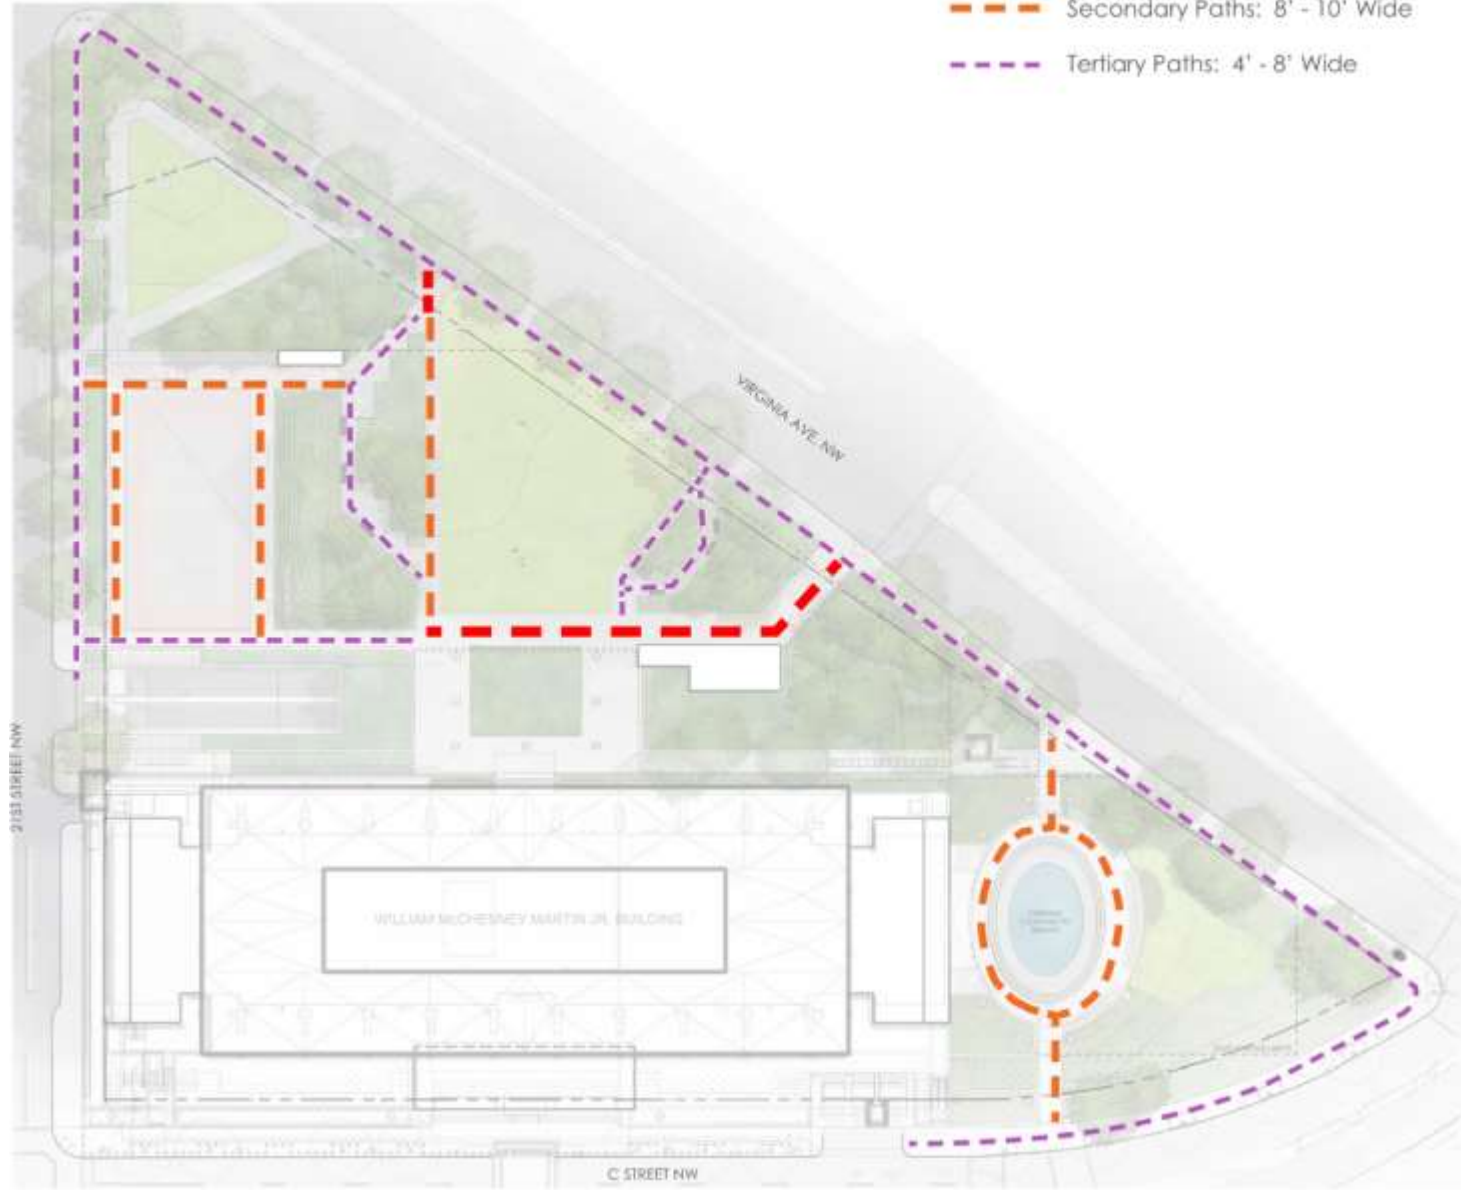 Secondary Paths: 8' - 10' Wide
Tertiary Paths: 4' - 8' Wide
VIRGINIA AVE. NW
21ST STREET NW
WILLIAM McCHESNEY MARTIN JR. BUILDING
C STREET NW